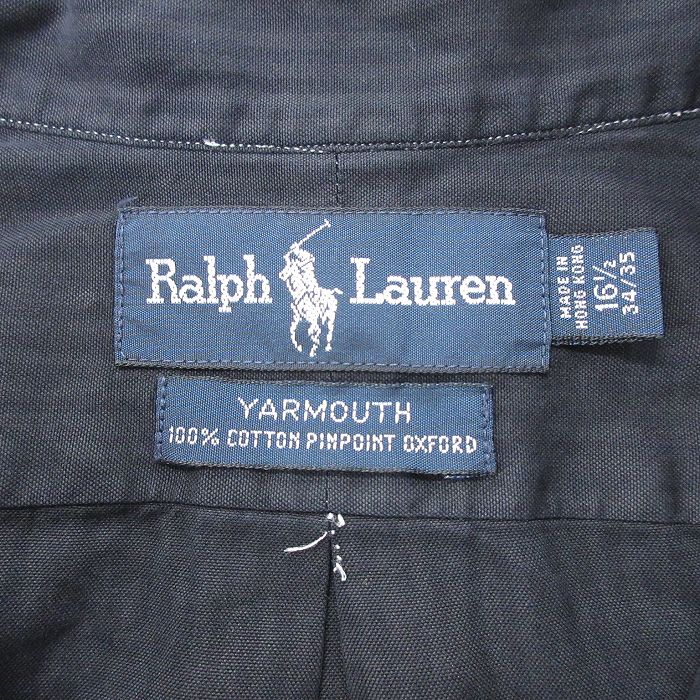 Ralph Lauren
MADE IN
HONG KONG
16½
34/35
YARMOUTH
100% COTTON PINPOINT OXFORD